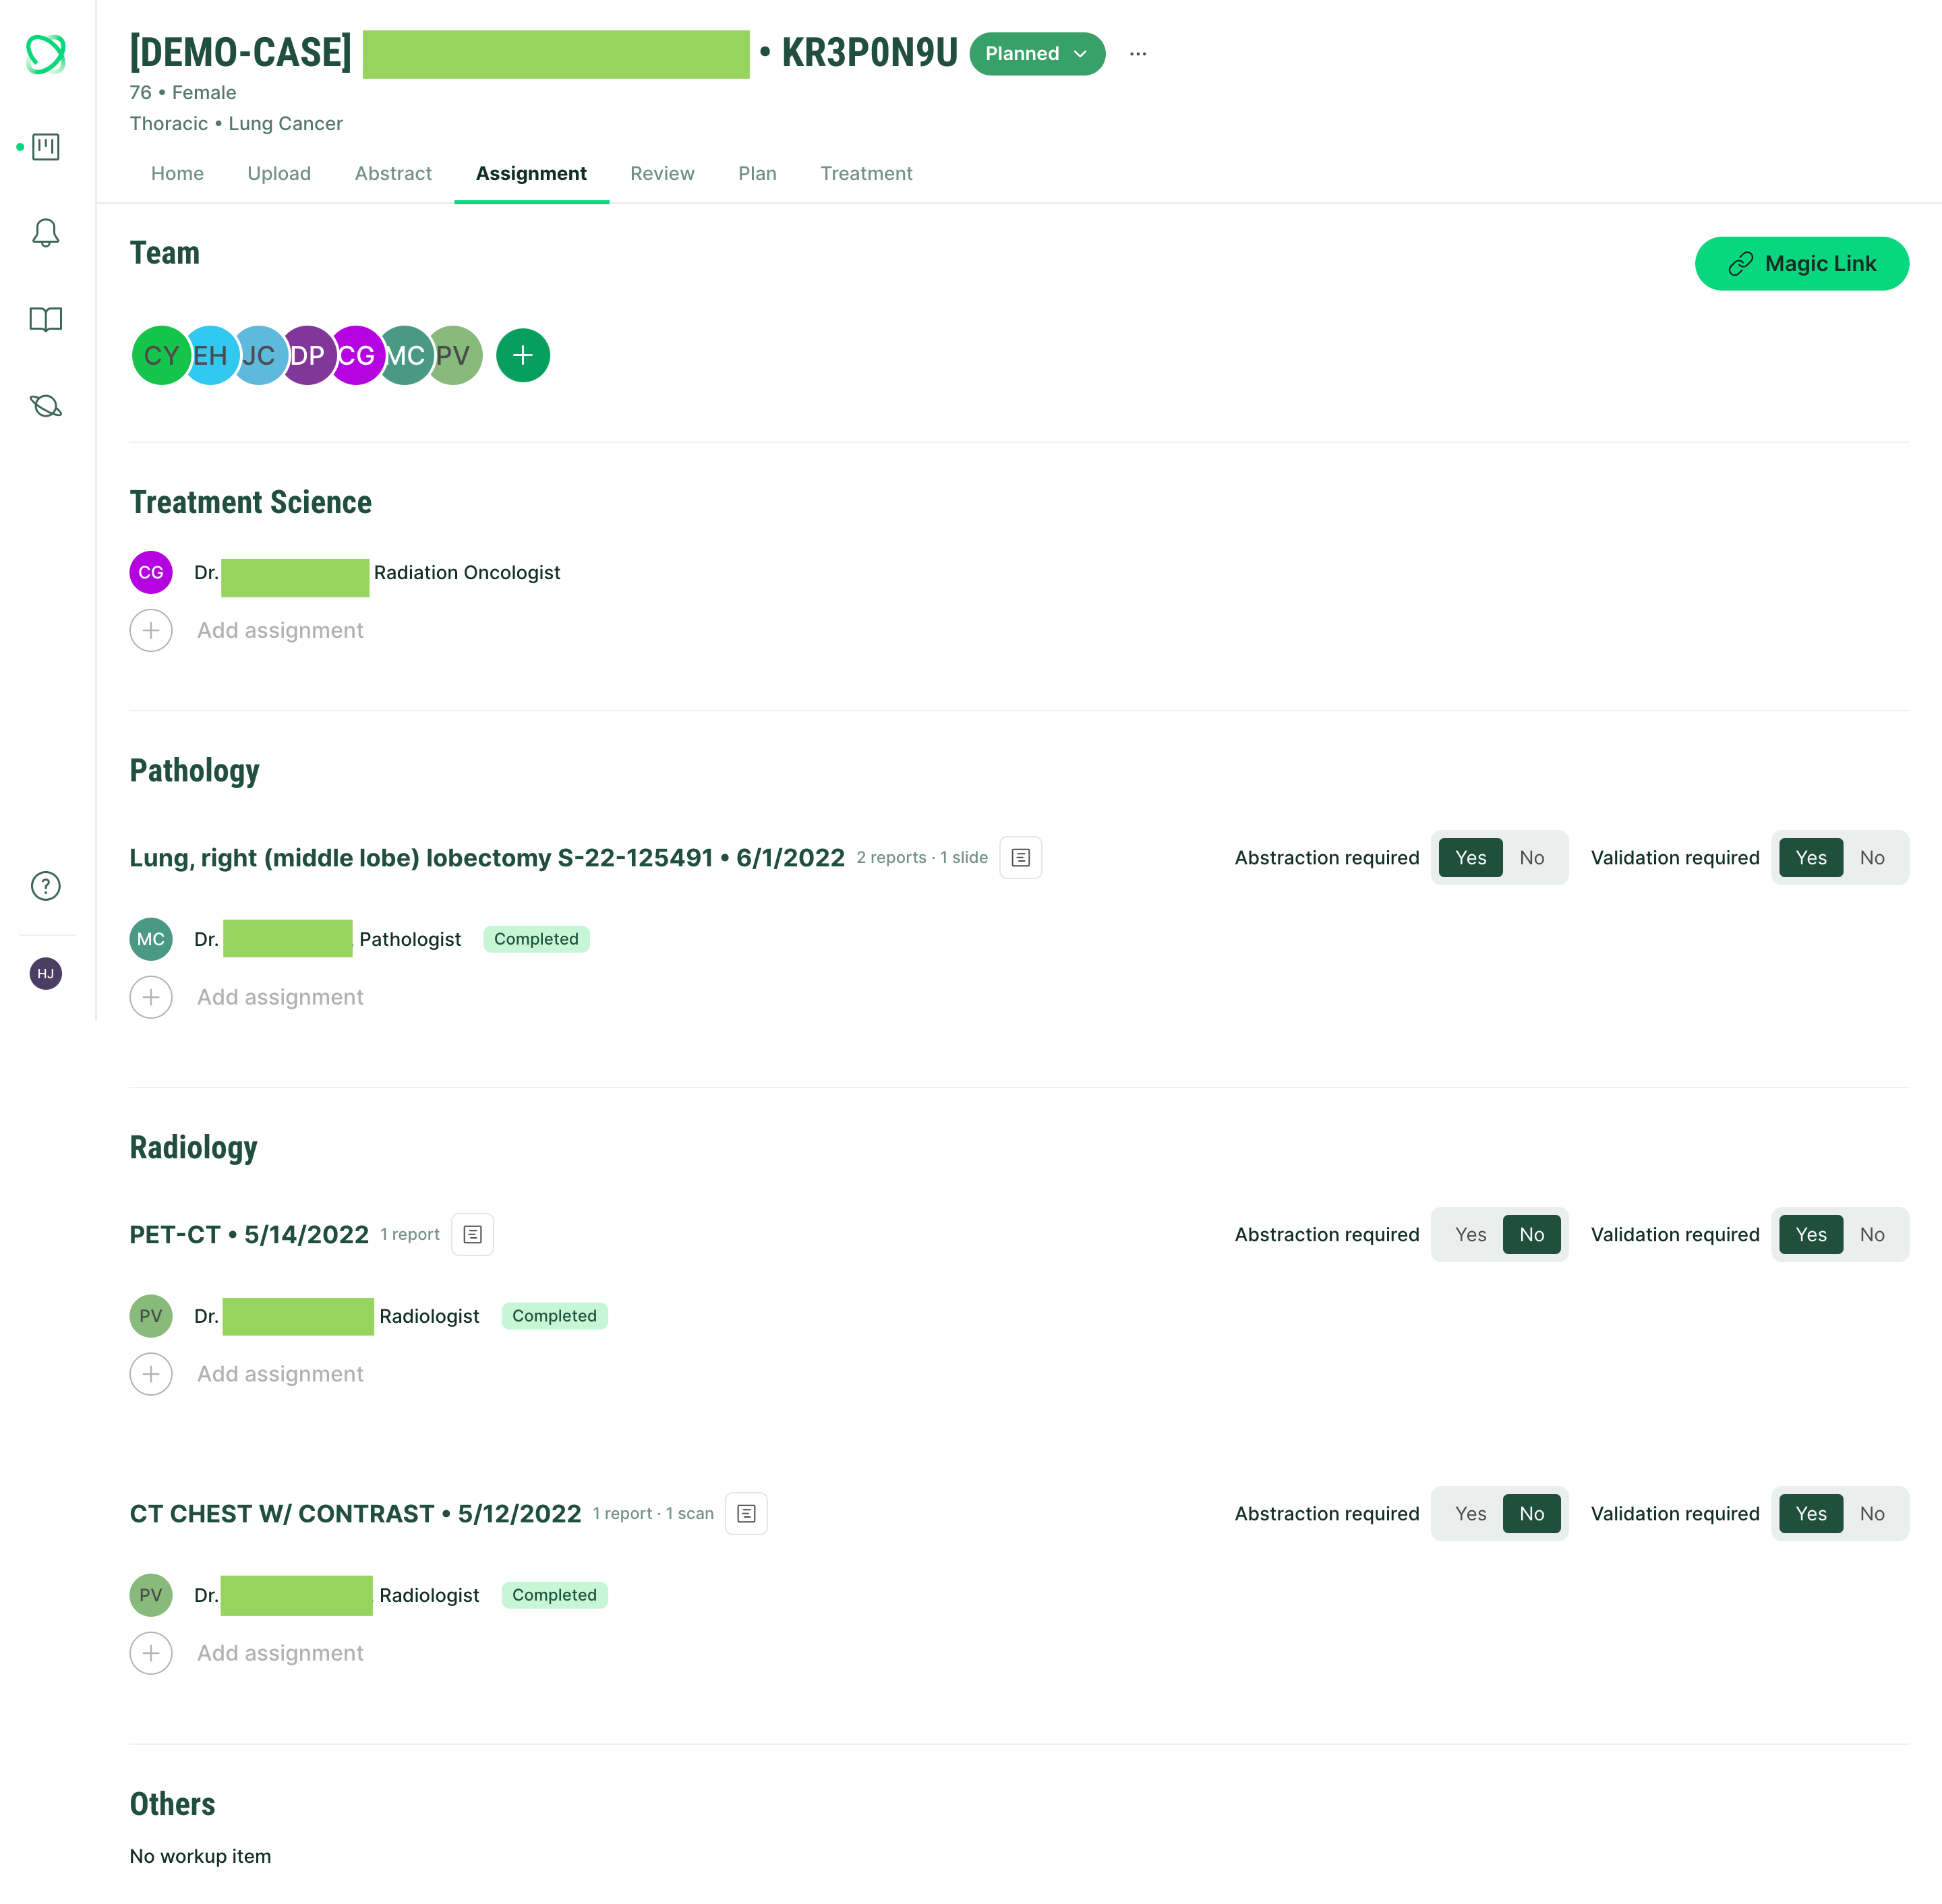 [DEMO-CASE] • KR3P0N9U Planned ...
76 • Female
Thoracic • Lung Cancer
Home Upload Abstract Assignment Review Plan Treatment
Team Magic Link
CY EH JC DP CG MC PV
Treatment Science
CG Dr. Radiation Oncologist
Add assignment
Pathology
Lung, right (middle lobe) lobectomy S-22-125491 • 6/1/2022 2 reports · 1 slide Abstraction required Yes No Validation required Yes No
MC Dr. Pathologist Completed
HJ
Add assignment
Radiology
PET-CT • 5/14/2022 1 report Abstraction required Yes No Validation required Yes No
PV Dr. Radiologist Completed
Add assignment
CT CHEST W/ CONTRAST • 5/12/2022 1 report · 1 scan Abstraction required Yes No Validation required Yes No
PV Dr. Radiologist Completed
Add assignment
Others
No workup item